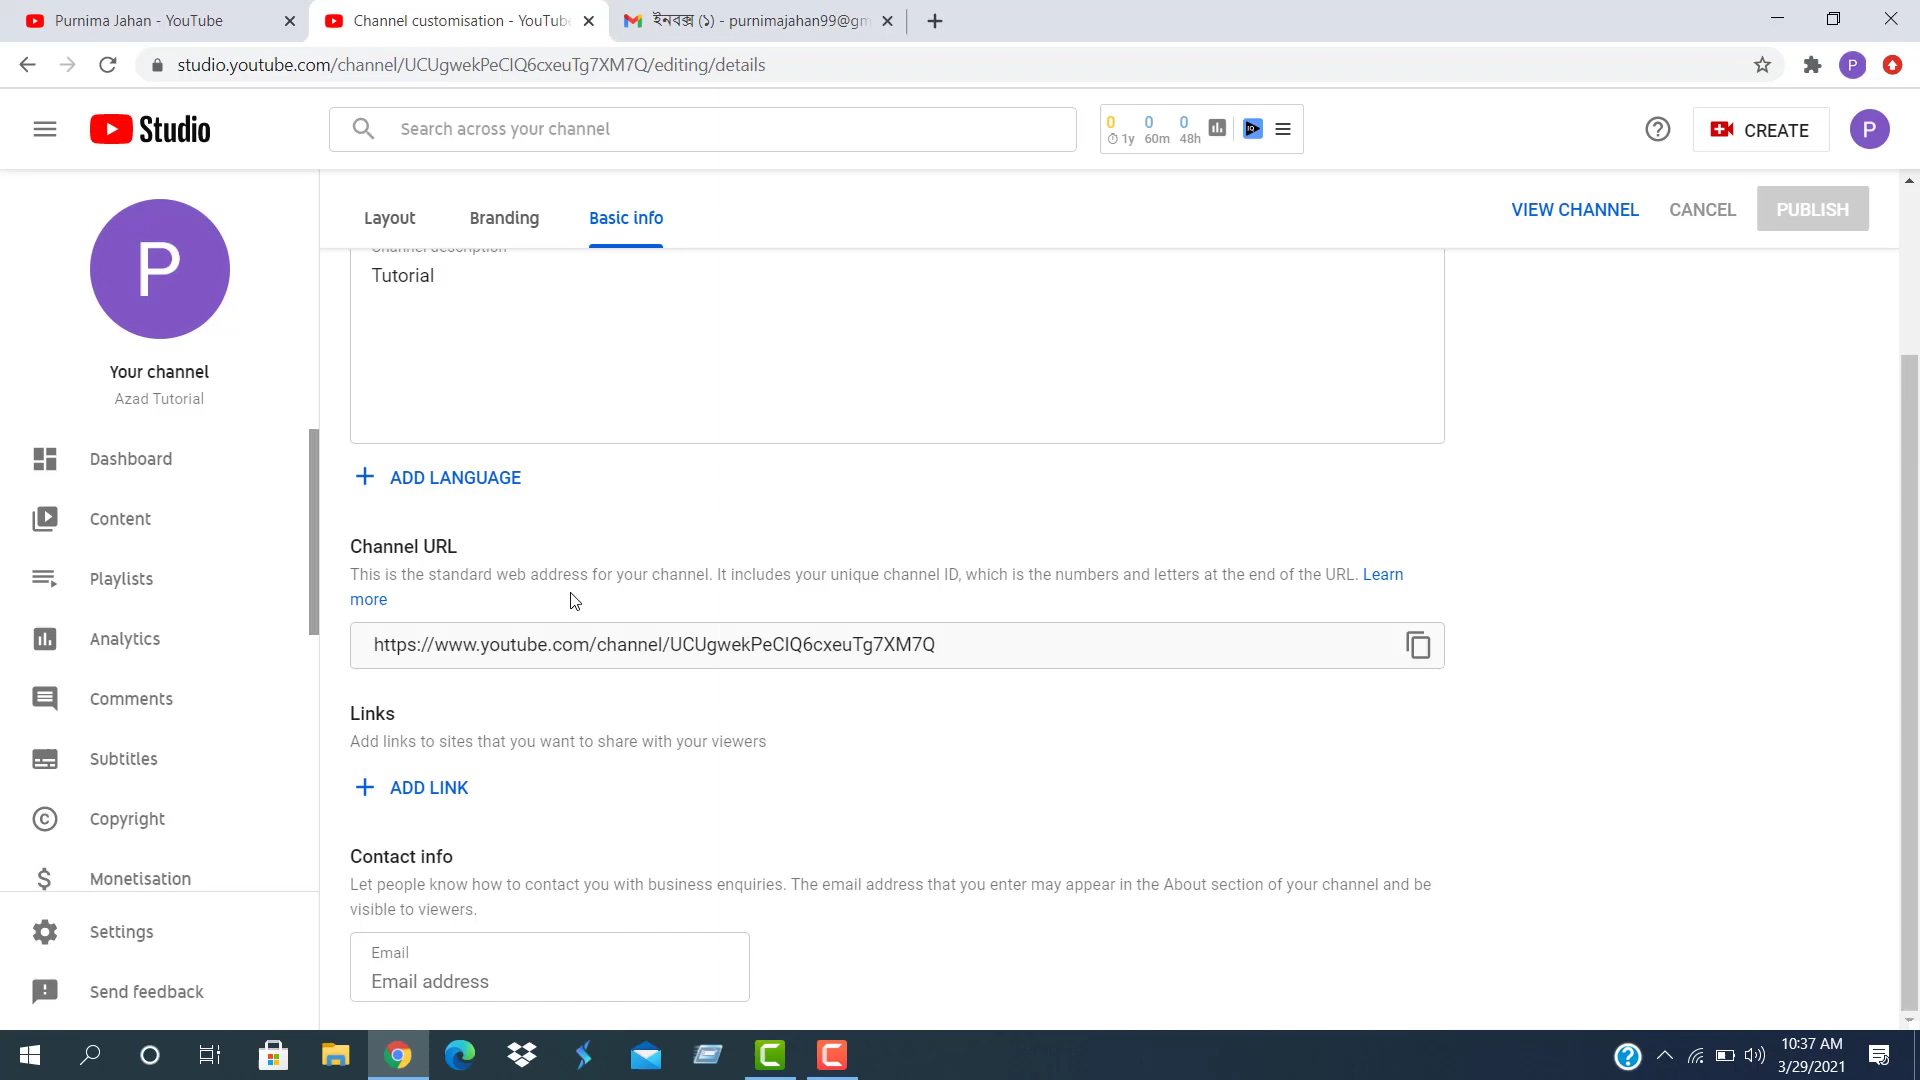 Purnima Jahan - YouTube
Channel customisation - YouTub
ইনবক্স (১) - purnimajahan99@gm
studio.youtube.com/channel/UCUgwekPeCIQ6cxeuTg7XM7Q/editing/details
P
Studio
Search across your channel
0 0 0
1y 60m 48h
IQ
CREATE
P
Layout
Branding
Basic info
VIEW CHANNEL
CANCEL
PUBLISH
P
Your channel
Azad Tutorial
Dashboard
Content
Playlists
Analytics
Comments
Subtitles
Copyright
Monetisation
Settings
Send feedback
Channel description
Tutorial
ADD LANGUAGE
Channel URL
This is the standard web address for your channel. It includes your unique channel ID, which is the numbers and letters at the end of the URL. Learn
more
https://www.youtube.com/channel/UCUgwekPeCIQ6cxeuTg7XM7Q
Links
Add links to sites that you want to share with your viewers
ADD LINK
Contact info
Let people know how to contact you with business enquiries. The email address that you enter may appear in the About section of your channel and be
visible to viewers.
Email
Email address
10:37 AM
3/29/2021